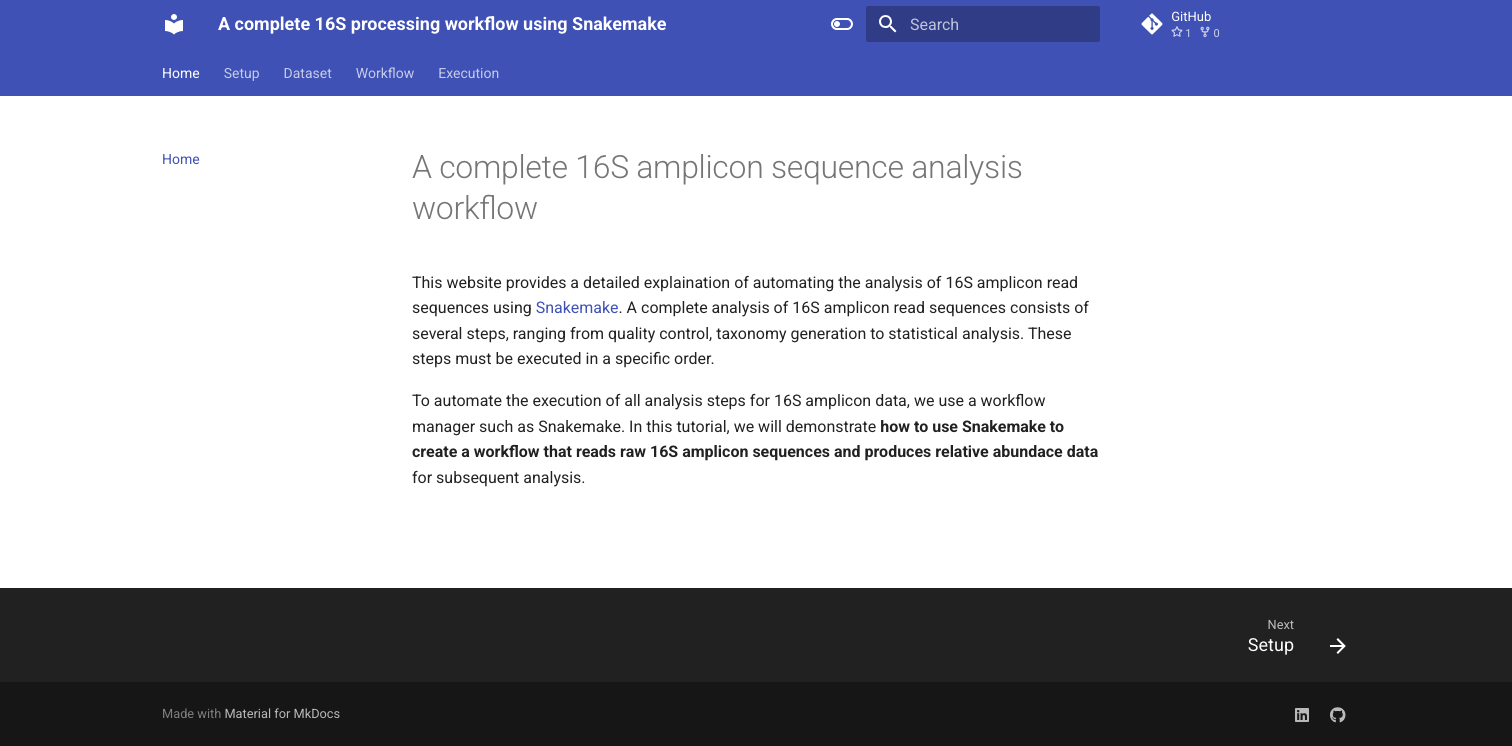 A complete 16S processing workflow using Snakemake
Search
GitHub
1 0
Home Setup Dataset Workflow Execution
Home
A complete 16S amplicon sequence analysis
workflow
This website provides a detailed explaination of automating the analysis of 16S amplicon read
sequences using Snakemake. A complete analysis of 16S amplicon read sequences consists of
several steps, ranging from quality control, taxonomy generation to statistical analysis. These
steps must be executed in a specific order.
To automate the execution of all analysis steps for 16S amplicon data, we use a workflow
manager such as Snakemake. In this tutorial, we will demonstrate how to use Snakemake to
create a workflow that reads raw 16S amplicon sequences and produces relative abundace data
for subsequent analysis.
Next
Setup
Made with Material for MkDocs